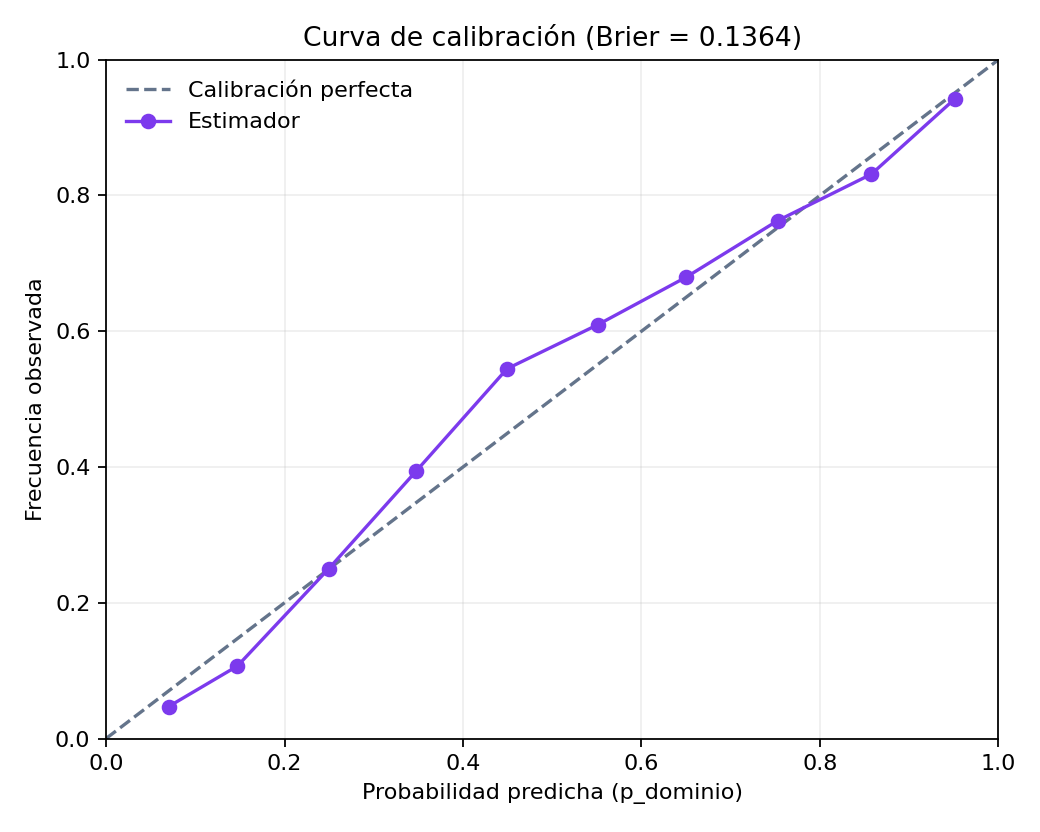 Curva de calibración (Brier = 0.1364)
1.0
0.8
0.6
0.4
0.2
0.0
Frecuencia observada
Calibración perfecta
Estimador
0.0 0.2 0.4 0.6 0.8 1.0
Probabilidad predicha (p_dominio)